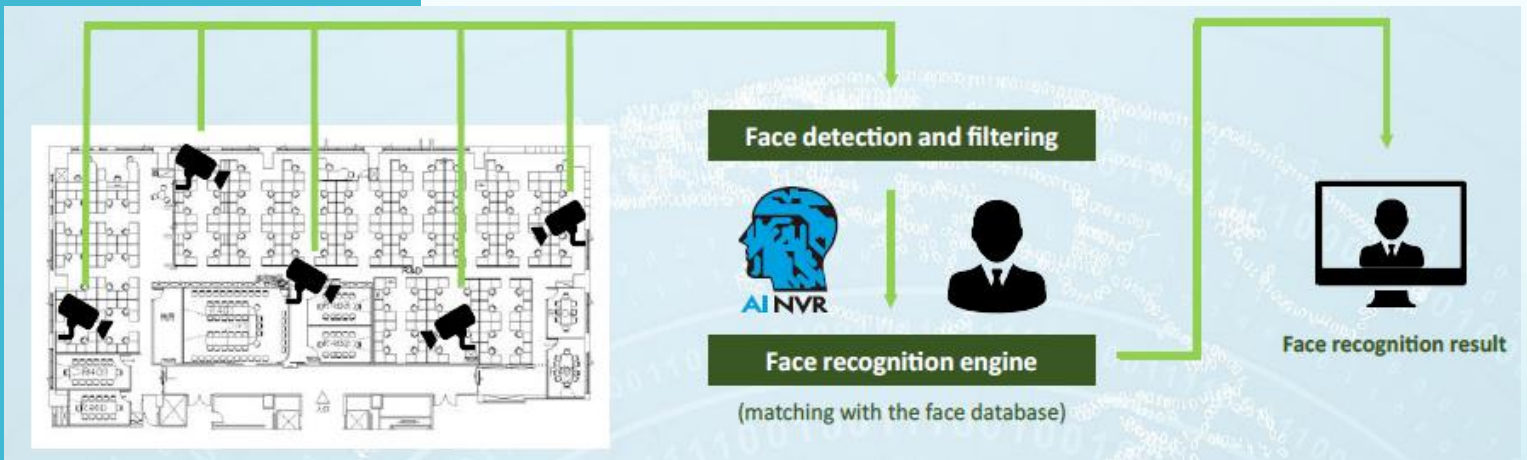 Face detection and filtering
AI NVR
Face recognition engine
(matching with the face database)
Face recognition result